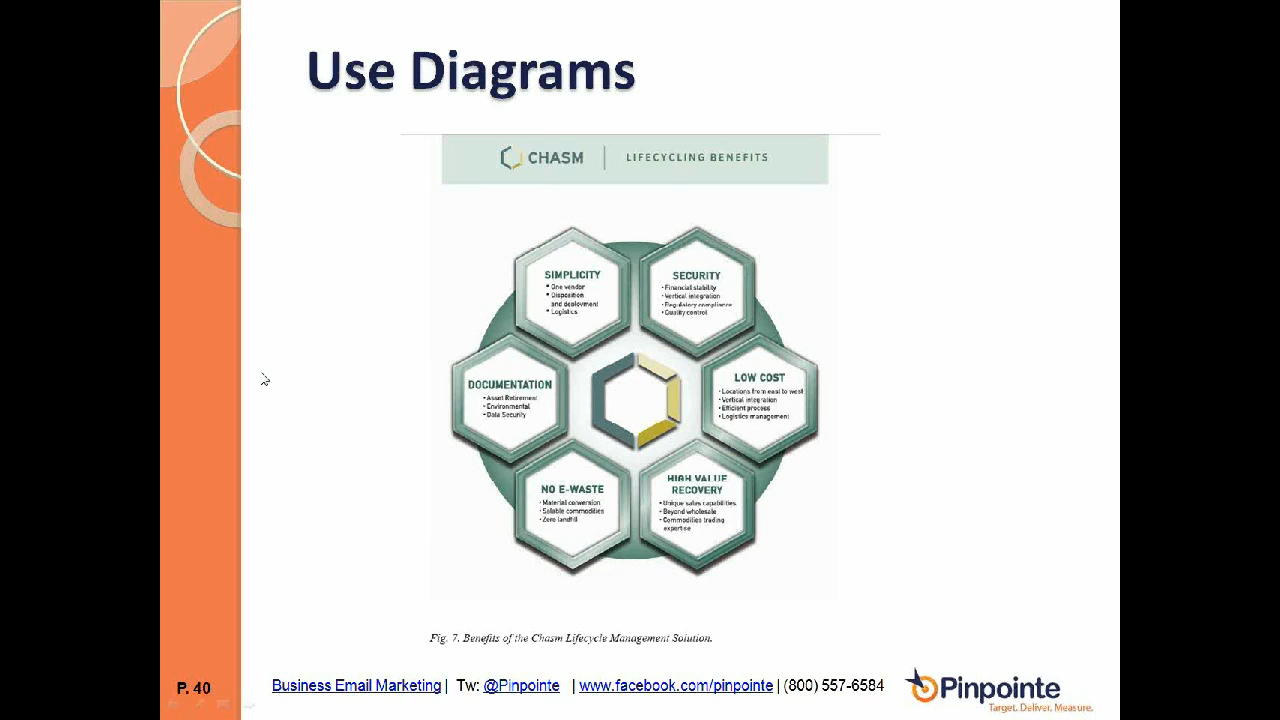 Use Diagrams
CHASM | LIFECYCLING BENEFITS
SIMPLICITY
• One vendor
• Disposition
and deployment
• Logistics
SECURITY
• Financial stability
• Vertical integration
• Regulatory compliance
• Quality control
DOCUMENTATION
• Asset Retirement
• Environmental
• Data Security
LOW COST
• Locations from east to west
• Vertical integration
• Efficient process
• Logistics management
NO E-WASTE
• Material conversion
• Salable commodities
• Zero landfill
HIGH VALUE
RECOVERY
• Unique sales capabilities
• Beyond wholesale
• Commodities trading
expertise
Fig. 7. Benefits of the Chasm Lifecycle Management Solution.
P. 40
Business Email Marketing | Tw: @Pinpointe | www.facebook.com/pinpointe | (800) 557-6584
Pinpointe
Target. Deliver. Measure.